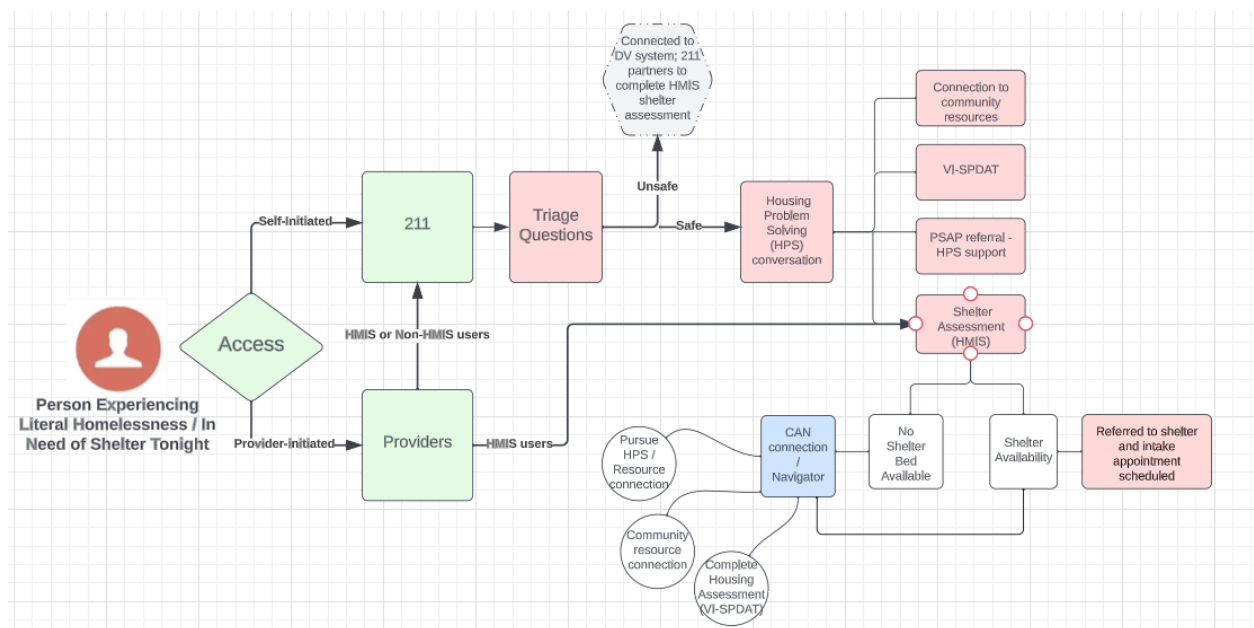 Connected to
DV system; 211
partners to
complete HMIS
shelter
assessment
Connection to
community
resources
VI-SPDAT
Unsafe
Self-Initiated
211
Triage
Questions
Safe
Housing
Problem
Solving
(HPS)
conversation
PSAP referral -
HPS support
HMIS or Non-HMIS users
Access
Shelter
Assessment
(HMIS)
Person Experiencing
Literal Homelessness / In
Need of Shelter Tonight
Provider-initiated
Providers
HMIS users
Pursue
HPS /
Resource
connection
CAN
connection
/
Navigator
No
Shelter
Bed
Available
Shelter
Availability
Referred to shelter
and intake
appointment
scheduled
Community
resource
connection
Complete
Housing
Assessment
(VI-SPDAT)